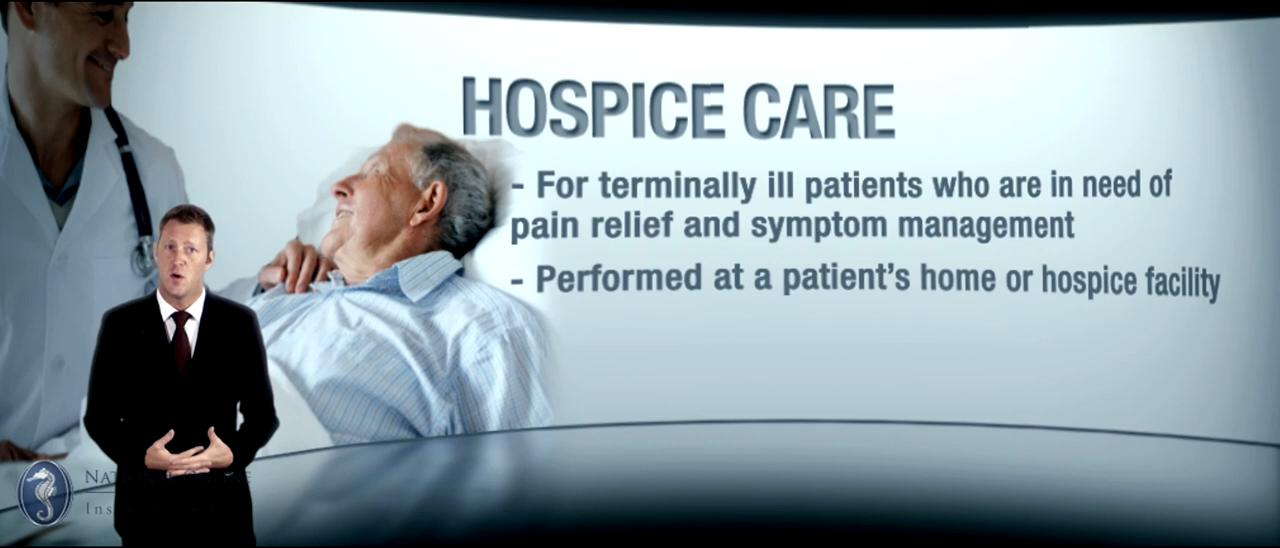 HOSPICE CARE
- For terminally ill patients who are in need of
pain relief and symptom management
- Performed at a patient's home or hospice facility